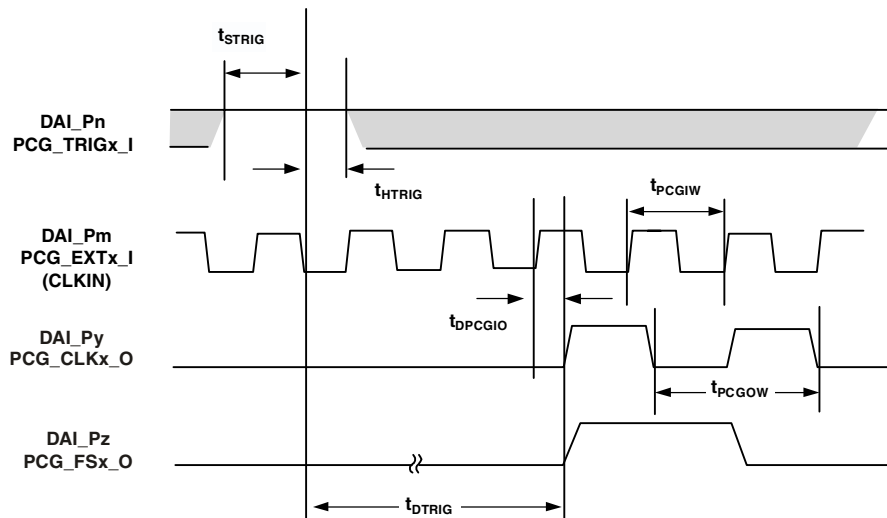 tSTRIG
DAI_Pn
PCG_TRIGx_I
tHTRIG
tPCGIW
DAI_Pm
PCG_EXTx_I
(CLKIN)
tDPCGIO
DAI_Py
PCG_CLKx_O
tPCGOW
DAI_Pz
PCG_FSx_O
tDTRIG